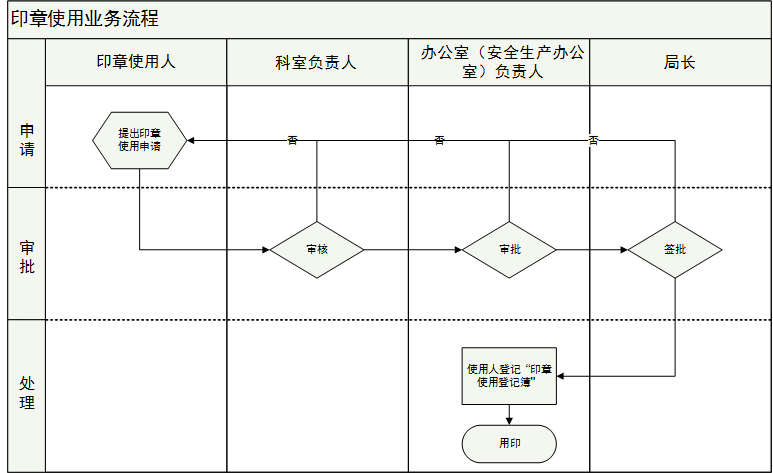 印章使用业务流程
印章使用人
科室负责人
办公室（安全生产办公
室）负责人
局长
申
请
提出印章
使用申请
否
否
否
审
批
审核
审批
签批
处
理
使用人登记“印章
使用登记簿”
用印